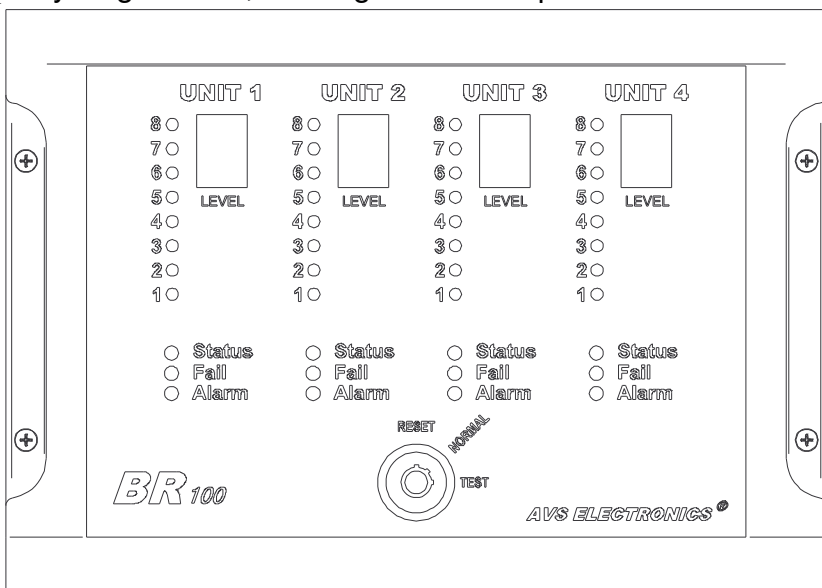 UNIT 1 UNIT 2 UNIT 3 UNIT 4
8 8 8 8
7 7 7 7
6 6 6 6
5 LEVEL 5 LEVEL 5 LEVEL 5 LEVEL
4 4 4 4
3 3 3 3
2 2 2 2
1 1 1 1
Status Status Status Status
Fail Fail Fail Fail
Alarm Alarm Alarm Alarm
RESET NORMAL
TEST
BR 100
AVS ELECTRONICS ®